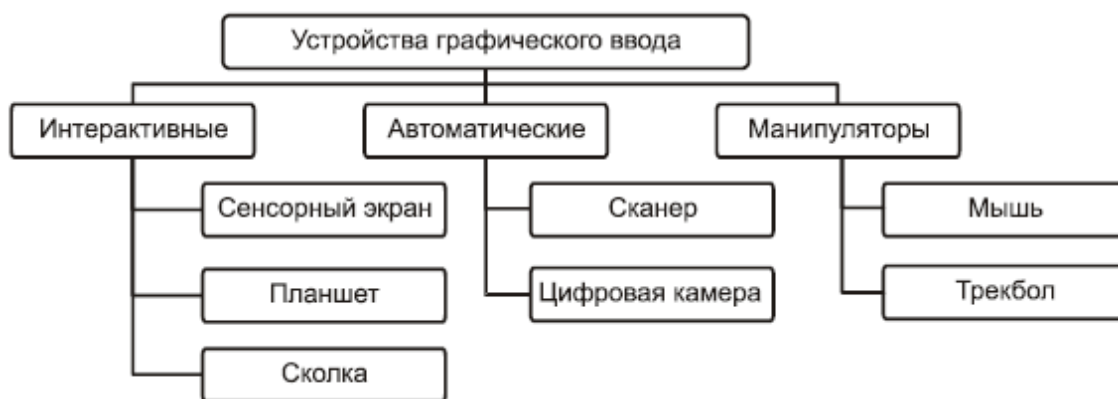 Устройства графического ввода
Интерактивные
Автоматические
Манипуляторы
Сенсорный экран
Сканер
Мышь
Планшет
Цифровая камера
Трекбол
Сколка